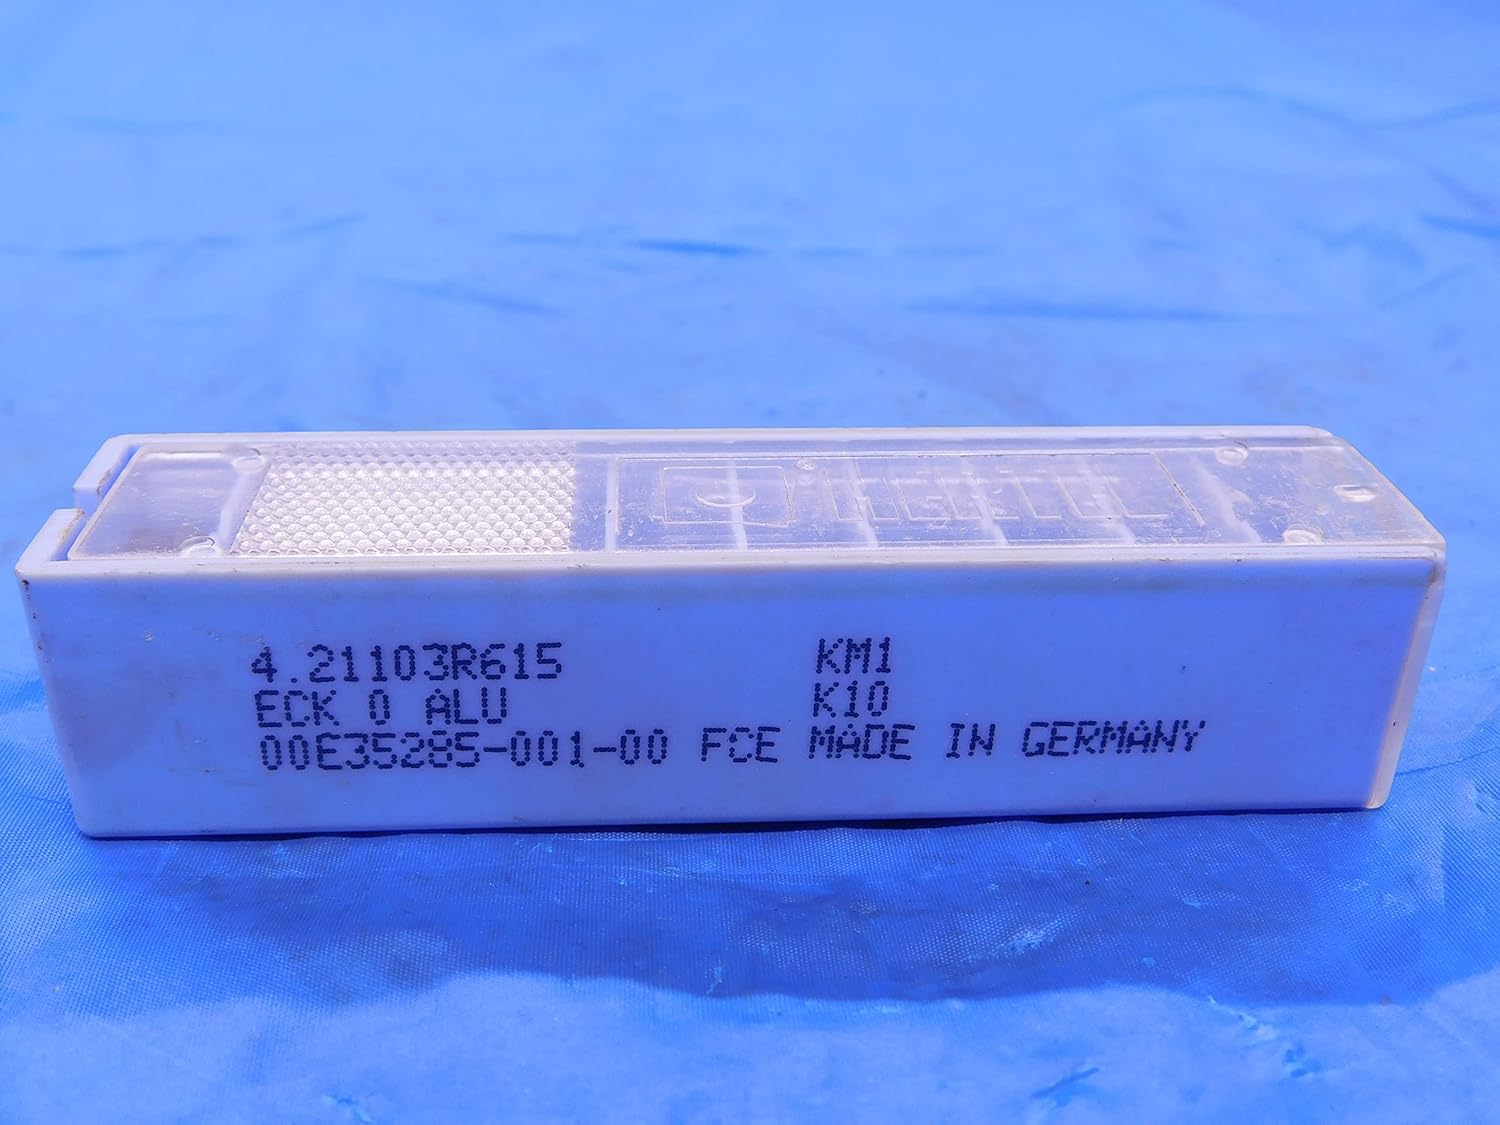 4.21103R615 KM1
ECK 0 ALU K10
00E35285-001-00 FCE MADE IN GERMANY